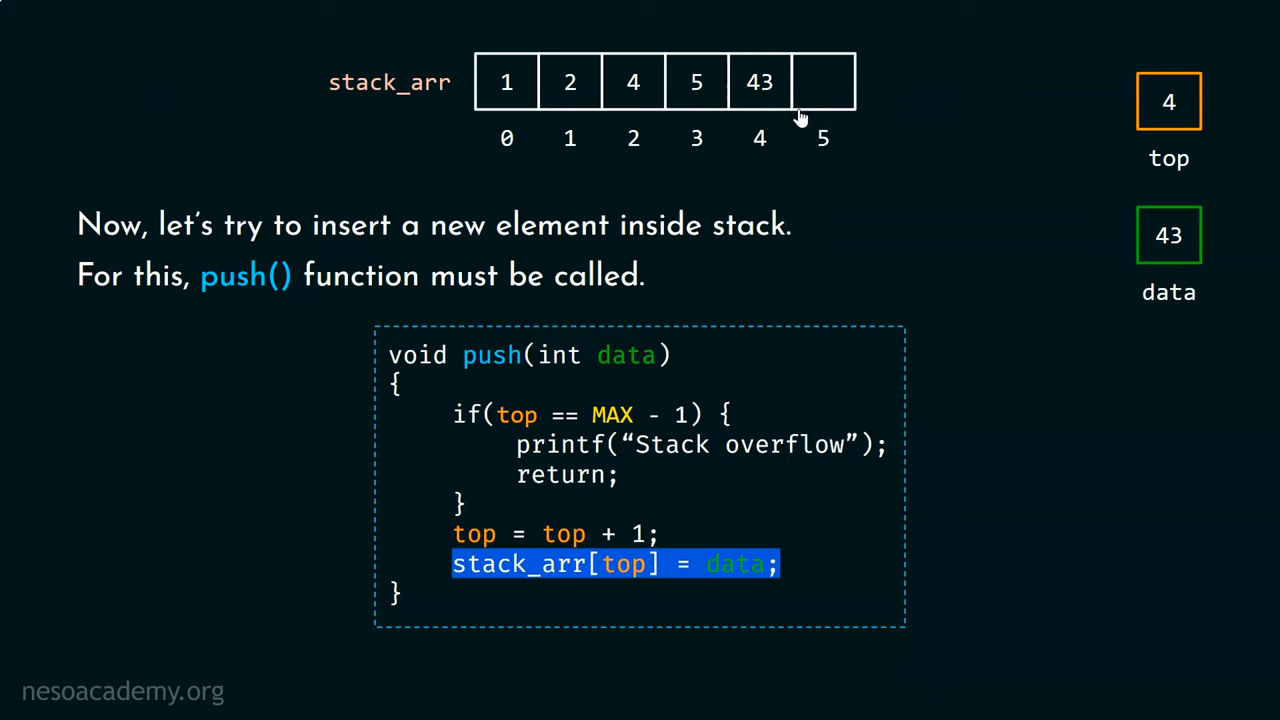 stack_arr 1 2 4 5 43
0 1 2 3 4 5
4
top
43
data
Now, let’s try to insert a new element inside stack.
For this, push() function must be called.
void push(int data)
{
if(top == MAX - 1) {
printf(“Stack overflow”);
return;
}
top = top + 1;
stack_arr[top] = data;
}
nesoacademy.org